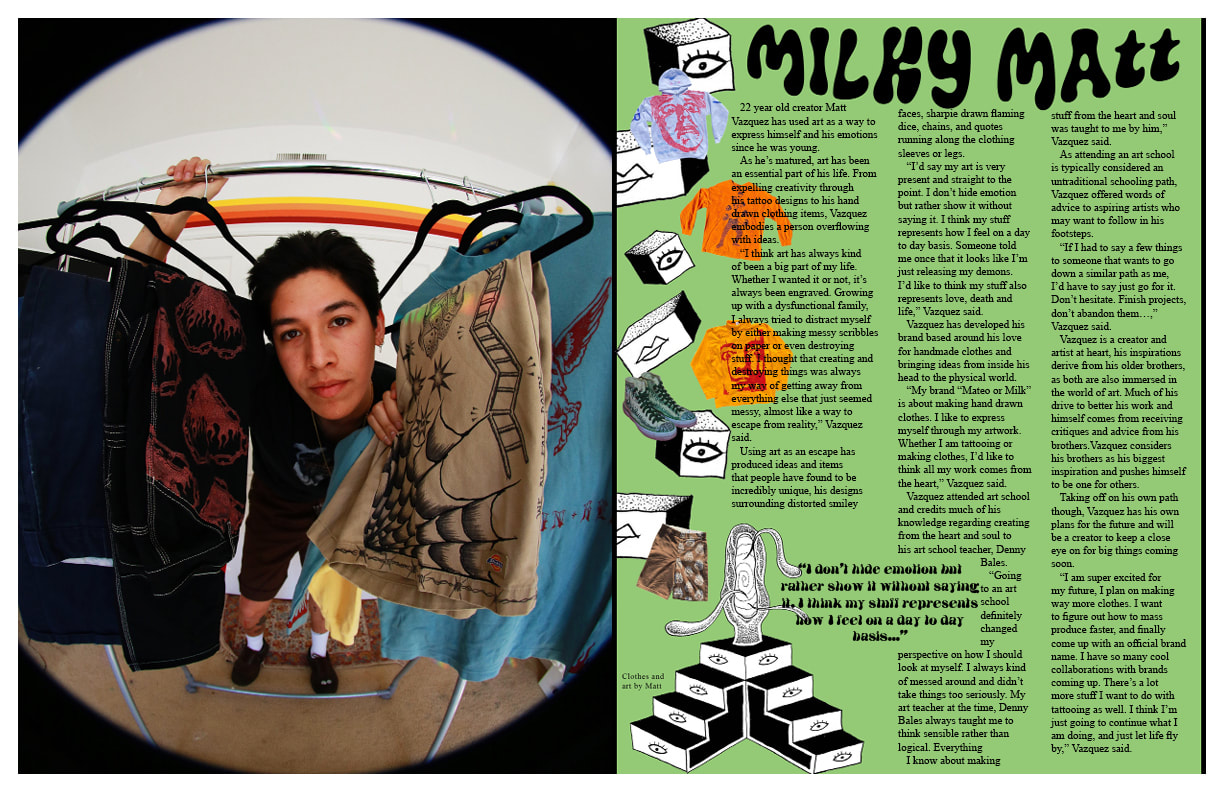 MILKY MATT
22 year old creator Matt
Vazquez has used art as a way to
express himself and his emotions
since he was young.
As he's matured, art has been
an essential part of his life. From
expelling creativity through
his tattoo designs to his hand
drawn clothing items, Vazquez
embodies a person overflowing
with ideas.
“I think art has always kind
of been a big part of my life.
Whether I wanted it or not, it's
always been engraved. Growing
up with a dysfunctional family,
I always tried to distract myself
by either making messy scribbles
on paper or even destroying
stuff. I thought that creating and
destroying things was always
my way of getting away from
everything else that just seemed
messy, almost like a way to
escape from reality,” Vazquez
said.
Using art as an escape has
produced ideas and items
that people have found to be
incredibly unique, his designs
surrounding distorted smiley
faces, sharpie drawn flaming
dice, chains, and quotes
running along the clothing
sleeves or legs.
“I'd say my art is very
present and straight to the
point. I don't hide emotion
but rather show it without
saying it. I think my stuff
represents how I feel on a day
to day basis. Someone told
me once that it looks like I'm
just releasing my demons.
I'd like to think my stuff also
represents love, death and
life,” Vazquez said.
Vazquez has developed his
brand based around his love
for handmade clothes and
bringing ideas from inside his
head to the physical world.
“My brand “Mateo or Milk”
is about making hand drawn
clothes. I like to express
myself through my artwork.
Whether I am tattooing or
making clothes, I'd like to
think all my work comes from
the heart,” Vazquez said.
Vazquez attended art school
and credits much of his
knowledge regarding creating
from the heart and soul to
his art school teacher, Denny
Bales.
“Going
to an art
school
definitely
changed
my
perspective on how I should
look at myself. I always kind
of messed around and didn't
take things too seriously. My
art teacher at the time, Denny
Bales always taught me to
think sensible rather than
logical. Everything
I know about making
stuff from the heart and soul
was taught to me by him,”
Vazquez said.
As attending an art school
is typically considered an
untraditional schooling path,
Vazquez offered words of
advice to aspiring artists who
may want to follow in his
footsteps.
“If I had to say a few things
to someone that wants to go
down a similar path as me,
I'd have to say just go for it.
Don't hesitate. Finish projects,
don't abandon them…,”
Vazquez said.
Vazquez is a creator and
artist at heart, his inspirations
derive from his older brothers,
as both are also immersed in
the world of art. Much of his
drive to better his work and
himself comes from receiving
critiques and advice from his
brothers.Vazquez considers
his brothers as his biggest
inspiration and pushes himself
to be one for others.
Taking off on his own path
though, Vazquez has his own
plans for the future and will
be a creator to keep a close
eye on for big things coming
soon.
“I am super excited for
my future, I plan on making
way more clothes. I want
to figure out how to mass
produce faster, and finally
come up with an official brand
name. I have so many cool
collaborations with brands
coming up. There's a lot
more stuff I want to do with
tattooing as well. I think I'm
just going to continue what I
am doing, and just let life fly
by,” Vazquez said.
“I don't hide emotion but
rather show it without saying
it. I think my stuff represents
how I feel on a day to day
basis...”
Clothes and
art by Matt